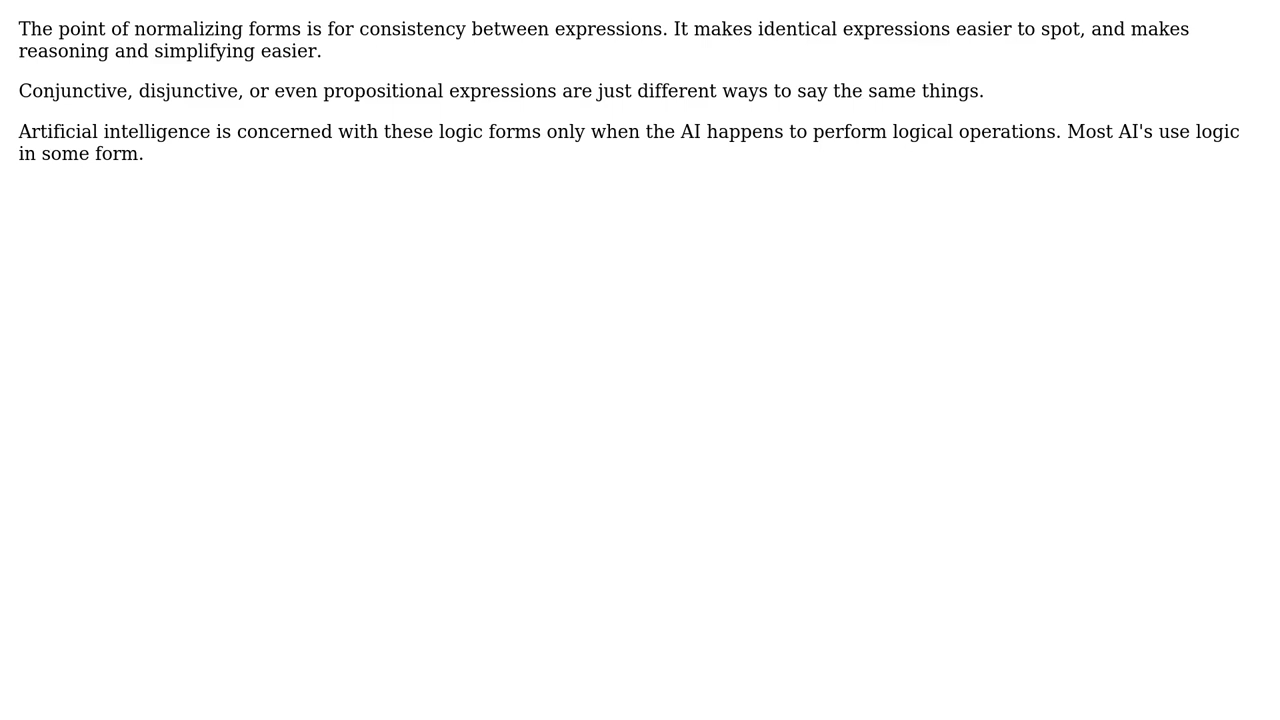 The point of normalizing forms is for consistency between expressions. It makes identical expressions easier to spot, and makes
reasoning and simplifying easier.
Conjunctive, disjunctive, or even propositional expressions are just different ways to say the same things.
Artificial intelligence is concerned with these logic forms only when the AI happens to perform logical operations. Most AI's use logic
in some form.